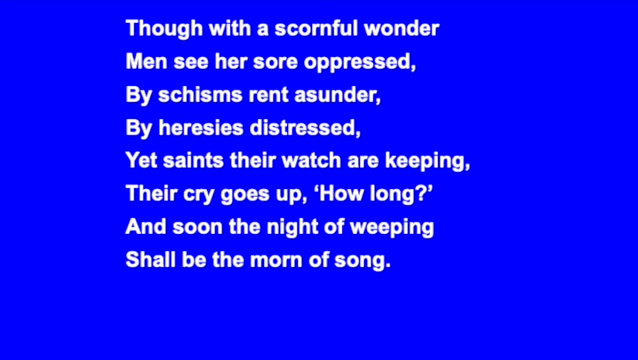 Though with a scornful wonder
Men see her sore oppressed,
By schisms rent asunder,
By heresies distressed,
Yet saints their watch are keeping,
Their cry goes up, ‘How long?’
And soon the night of weeping
Shall be the morn of song.